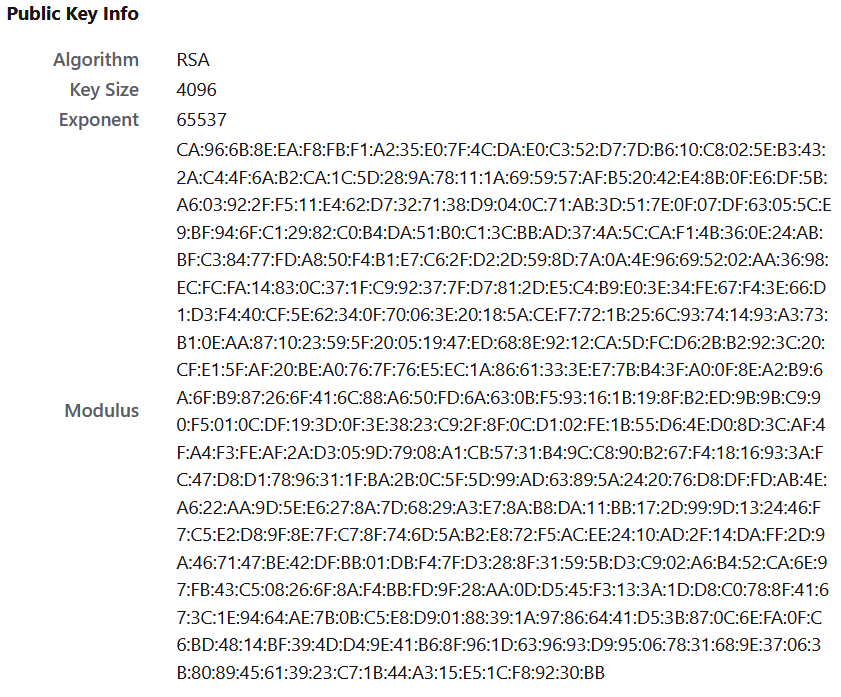 Public Key Info
Algorithm RSA
Key Size 4096
Exponent 65537
Modulus
CA:96:6B:8E:EA:F8:FB:F1:A2:35:E0:7F:4C:DA:E0:C3:52:D7:7D:B6:10:C8:02:5E:B3:43:
2A:C4:4F:6A:B2:CA:1C:5D:28:9A:78:11:1A:69:59:57:AF:B5:20:42:E4:8B:0F:E6:DF:5B:
A6:03:92:2F:F5:11:E4:62:D7:32:71:38:D9:04:0C:71:AB:3D:51:7E:0F:07:DF:63:05:5C:E
9:BF:94:6F:C1:29:82:C0:B4:DA:51:B0:C1:3C:BB:AD:37:4A:5C:CA:F1:4B:36:0E:24:AB:
BF:C3:84:77:FD:A8:50:F4:B1:E7:C6:2F:D2:2D:59:8D:7A:0A:4E:96:69:52:02:AA:36:98:
EC:FC:FA:14:83:0C:37:1F:C9:92:37:7F:D7:81:2D:E5:C4:B9:E0:3E:34:FE:67:F4:3E:66:D
1:D3:F4:40:CF:5E:62:34:0F:70:06:3E:20:18:5A:CE:F7:72:1B:25:6C:93:74:14:93:A3:73:
B1:0E:AA:87:10:23:59:5F:20:05:19:47:ED:68:8E:92:12:CA:5D:FC:D6:2B:B2:92:3C:20:
CF:E1:5F:AF:20:BE:A0:76:7F:76:E5:EC:1A:86:61:33:3E:E7:7B:B4:3F:A0:0F:8E:A2:B9:6
A:6F:B9:87:26:6F:41:6C:88:A6:50:FD:6A:63:0B:F5:93:16:1B:19:8F:B2:ED:9B:9B:C9:9
0:F5:01:0C:DF:19:3D:0F:3E:38:23:C9:2F:8F:0C:D1:02:FE:1B:55:D6:4E:D0:8D:3C:AF:4
F:A4:F3:FE:AF:2A:D3:05:9D:79:08:A1:CB:57:31:B4:9C:C8:90:B2:67:F4:18:16:93:3A:F
C:47:D8:D1:78:96:31:1F:BA:2B:0C:5F:5D:99:AD:63:89:5A:24:20:76:D8:DF:FD:AB:4E:
A6:22:AA:9D:5E:E6:27:8A:7D:68:29:A3:E7:8A:B8:DA:11:BB:17:2D:99:9D:13:24:46:F
7:C5:E2:D8:9F:8E:7F:C7:8F:74:6D:5A:B2:E8:72:F5:AC:EE:24:10:AD:2F:14:DA:FF:2D:9
A:46:71:47:BE:42:DF:BB:01:DB:F4:7F:D3:28:8F:31:59:5B:D3:C9:02:A6:B4:52:CA:6E:9
7:FB:43:C5:08:26:6F:8A:F4:BB:FD:9F:28:AA:0D:D5:45:F3:13:3A:1D:D8:C0:78:8F:41:6
7:3C:1E:94:64:AE:7B:0B:C5:E8:D9:01:88:39:1A:97:86:64:41:D5:3B:87:0C:6E:FA:0F:C
6:BD:48:14:BF:39:4D:D4:9E:41:B6:8F:96:1D:63:96:93:D9:95:06:78:31:68:9E:37:06:3
B:80:89:45:61:39:23:C7:1B:44:A3:15:E5:1C:F8:92:30:BB